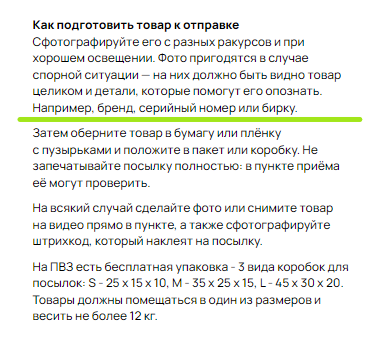 Как подготовить товар к отправке
Сфотографируйте его с разных ракурсов и при
хорошем освещении. Фото пригодятся в случае
спорной ситуации — на них должно быть видно товар
целиком и детали, которые помогут его опознать.
Например, бренд, серийный номер или бирку.
Затем оберните товар в бумагу или плёнку
с пузырьками и положите в пакет или коробку. Не
запечатывайте посылку полностью: в пункте приёма
её могут проверить.
На всякий случай сделайте фото или снимите товар
на видео прямо в пункте, а также сфотографируйте
штрихкод, который наклеят на посылку.
На ПВЗ есть бесплатная упаковка - 3 вида коробок для
посылок: S - 25 x 15 x 10, M - 35 x 25 x 15, L - 45 x 30 x 20.
Товары должны помещаться в один из размеров и
весить не более 12 кг.